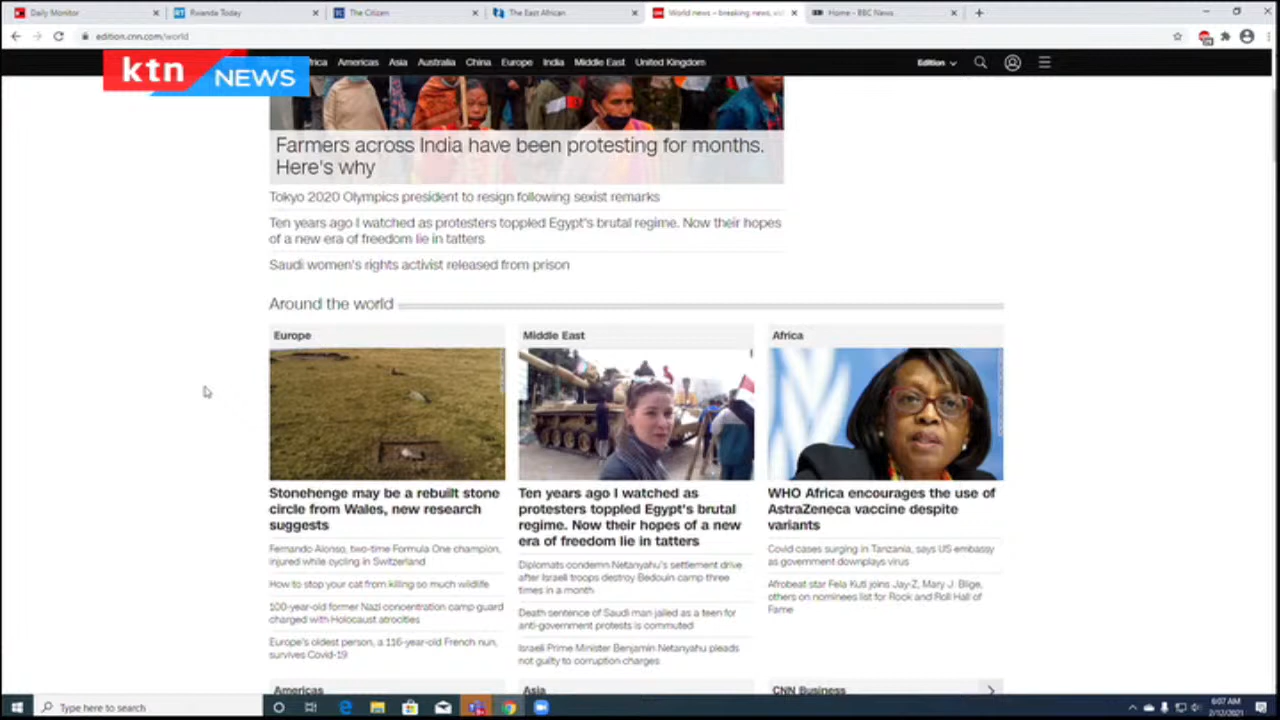 Daily Monitor
Rwanda Today
The Citizen
The East African
World news – breaking news, vid
Home - BBC News
edition.cnn.com/world
ktn NEWS
rica Americas Asia Australia China Europe India Middle East United Kingdom
Edition
Farmers across India have been protesting for months.
Here's why
Tokyo 2020 Olympics president to resign following sexist remarks
Ten years ago I watched as protesters toppled Egypt's brutal regime. Now their hopes
of a new era of freedom lie in tatters
Saudi women's rights activist released from prison
Around the world
Europe
Stonehenge may be a rebuilt stone
circle from Wales, new research
suggests
Fernando Alonso, two-time Formula One champion,
injured while cycling in Switzerland
How to stop your cat from killing so much wildlife
100-year-old former Nazi concentration camp guard
charged with Holocaust atrocities
Europe's oldest person, a 116-year-old French nun,
survives Covid-19
Middle East
Ten years ago I watched as
protesters toppled Egypt's brutal
regime. Now their hopes of a new
era of freedom lie in tatters
Diplomats condemn Netanyahu's settlement drive
after Israeli troops destroy Bedouin camp three
times in a month
Death sentence of Saudi man jailed as a teen for
anti-government protests is commuted
Israeli Prime Minister Benjamin Netanyahu pleads
not guilty to corruption charges
Africa
WHO Africa encourages the use of
AstraZeneca vaccine despite
variants
Covid cases surging in Tanzania, says US embassy
as government downplays virus
Afrobeat star Fela Kuti joins Jay-Z, Mary J. Blige,
others on nominees list for Rock and Roll Hall of
Fame
Americas
Asia
CNN Business
Type here to search
6:07 AM
2/12/2021